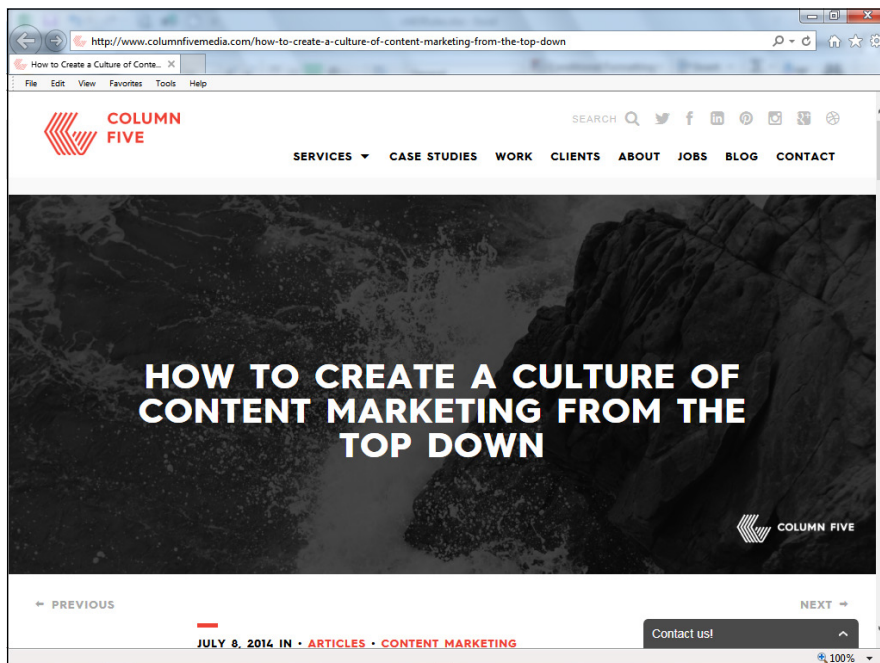 http://www.columnfivemedia.com/how-to-create-a-culture-of-content-marketing-from-the-top-down
How to Create a Culture of Conte...
File Edit View Favorites Tools Help
COLUMN
FIVE
SEARCH
SERVICES CASE STUDIES WORK CLIENTS ABOUT JOBS BLOG CONTACT
HOW TO CREATE A CULTURE OF
CONTENT MARKETING FROM THE
TOP DOWN
COLUMN FIVE
← PREVIOUS
NEXT →
JULY 8, 2014 IN • ARTICLES • CONTENT MARKETING
Contact us!
100%